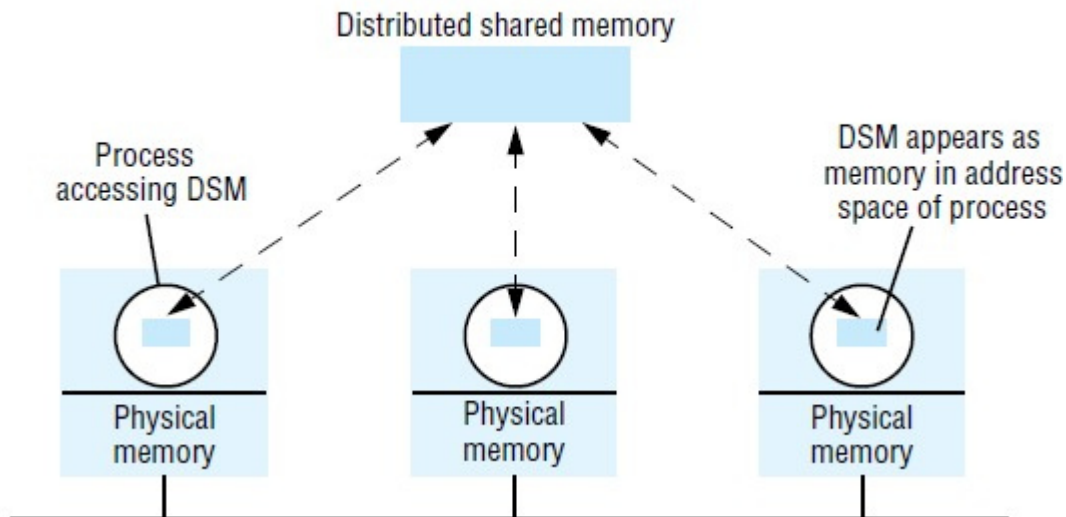 Distributed shared memory
Process
accessing DSM
DSM appears as
memory in address
space of process
Physical
memory
Physical
memory
Physical
memory